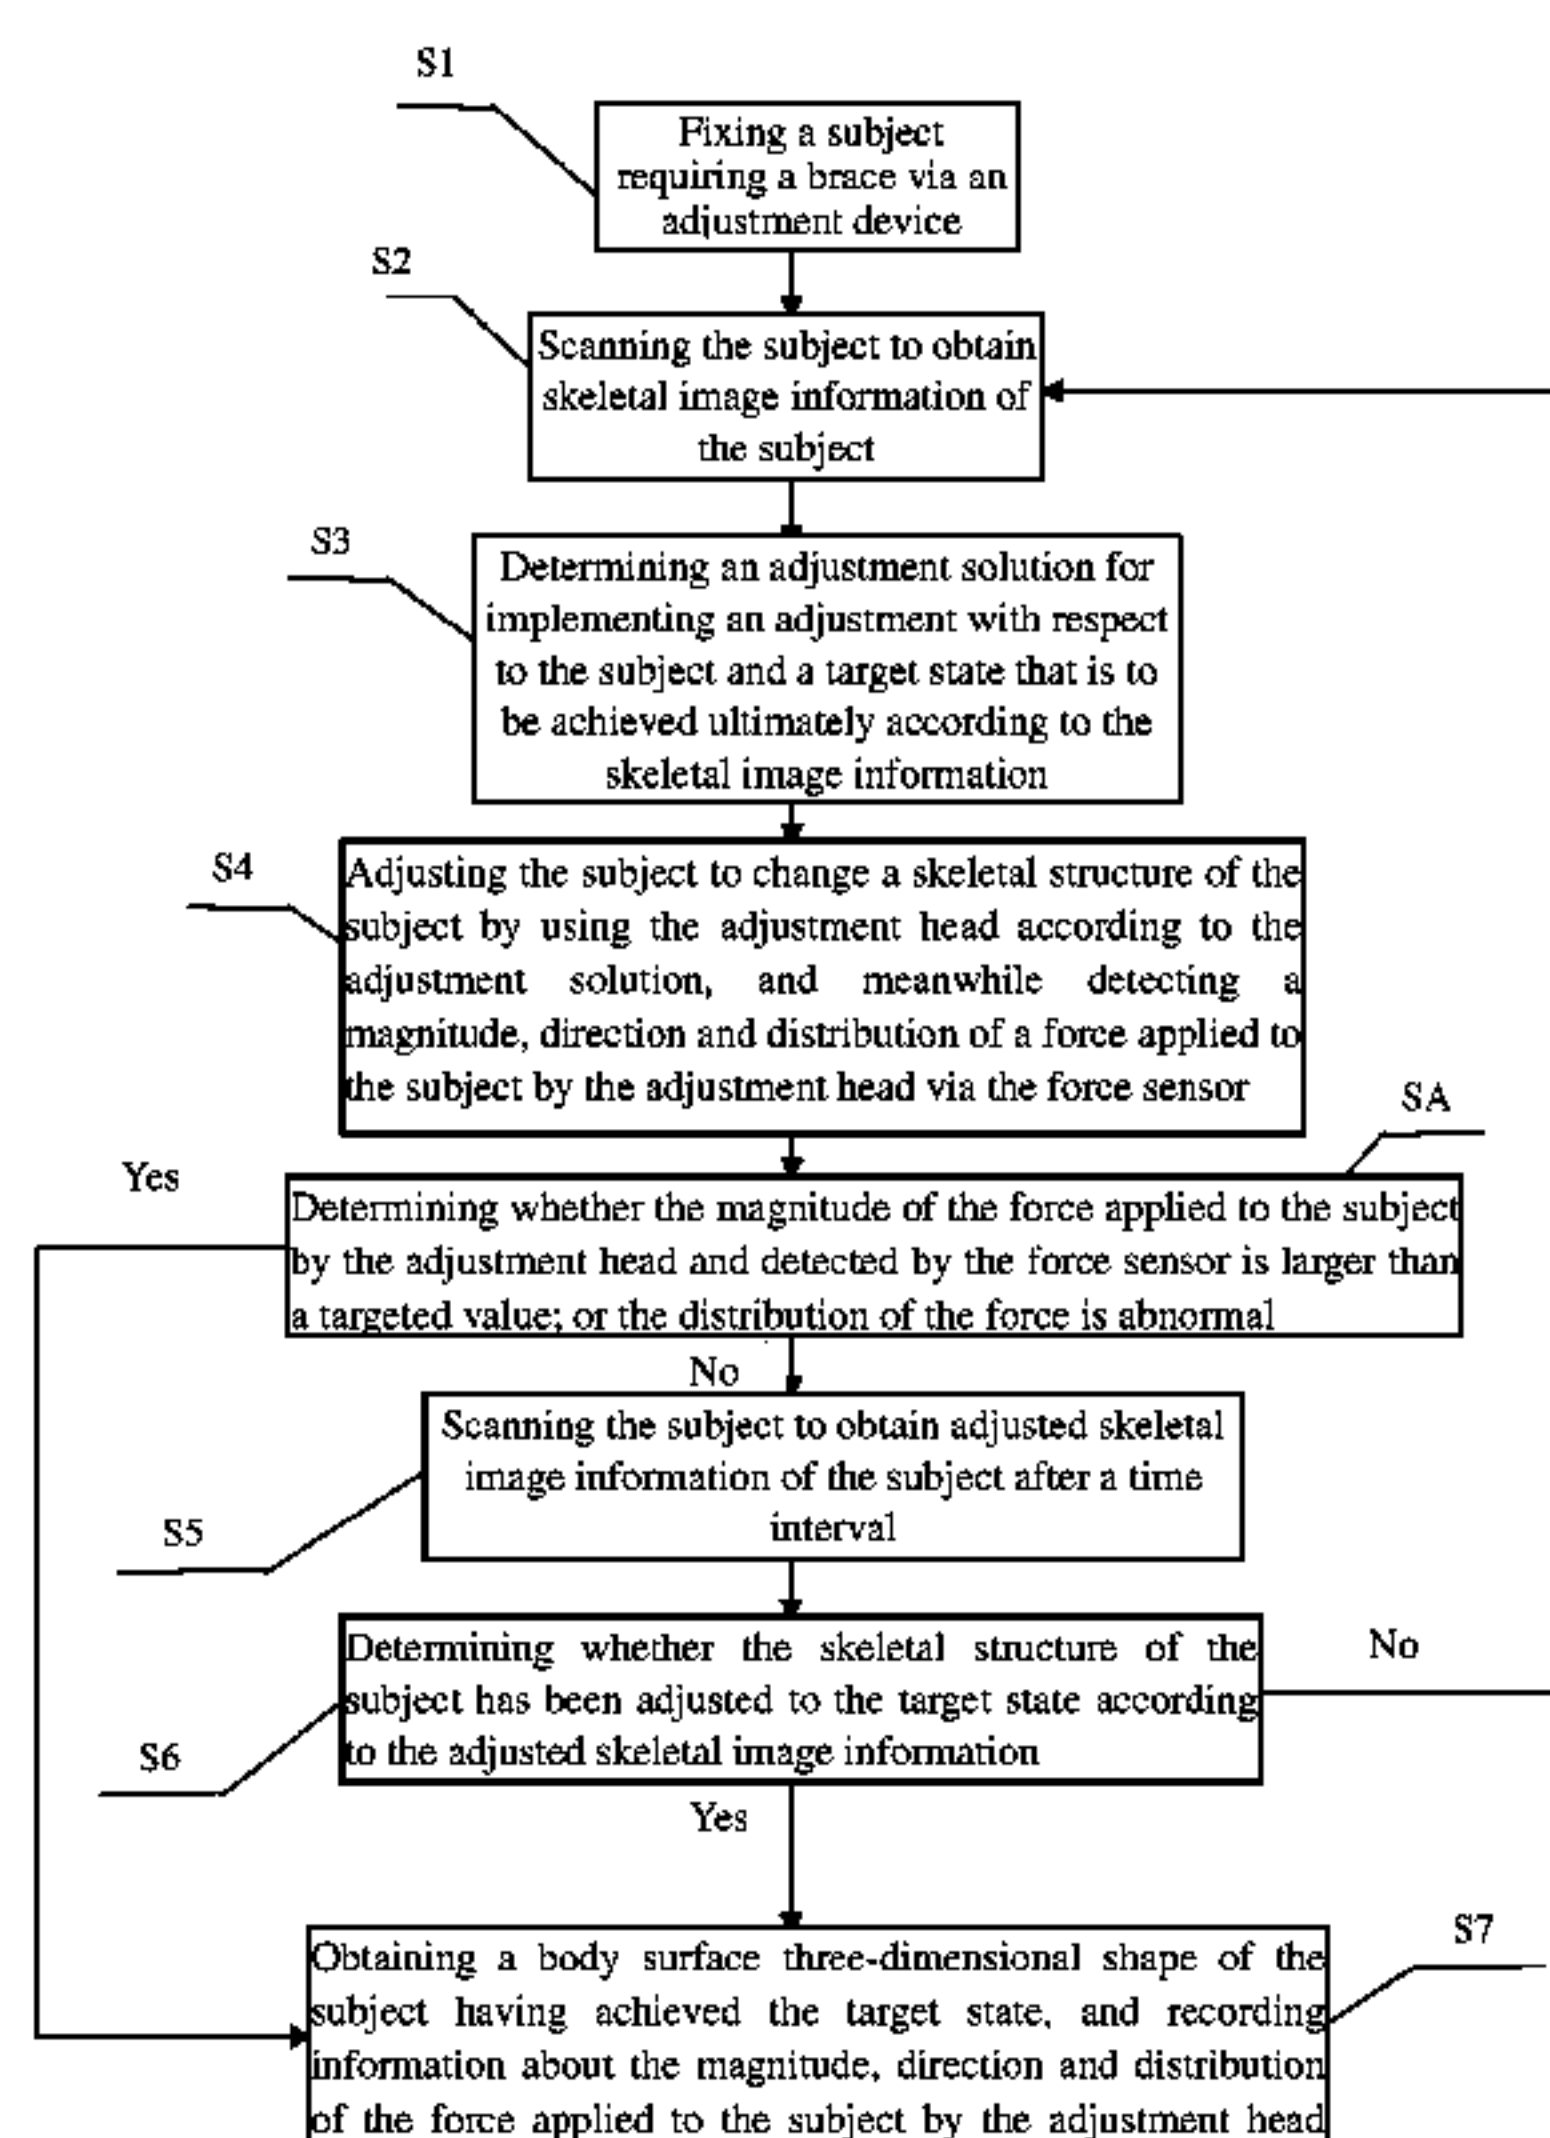 S1
Fixing a subject
requiring a brace via an
adjustment device
S2
Scanning the subject to obtain
skeletal image information of
the subject
S3
Determining an adjustment solution for
implementing an adjustment with respect
to the subject and a target state that is to
be achieved ultimately according to the
skeletal image information
S4
Adjusting the subject to change a skeletal structure of the
subject by using the adjustment head according to the
adjustment solution, and meanwhile detecting a
magnitude, direction and distribution of a force applied to
the subject by the adjustment head via the force sensor
SA
Yes
Determining whether the magnitude of the force applied to the subject
by the adjustment head and detected by the force sensor is larger than
a targeted value; or the distribution of the force is abnormal
No
Scanning the subject to obtain adjusted skeletal
image information of the subject after a time
interval
S5
Determining whether the skeletal structure of the
subject has been adjusted to the target state according
to the adjusted skeletal image information
No
S6
Yes
S7
Obtaining a body surface three-dimensional shape of the
subject having achieved the target state, and recording
information about the magnitude, direction and distribution
of the force applied to the subject by the adjustment head